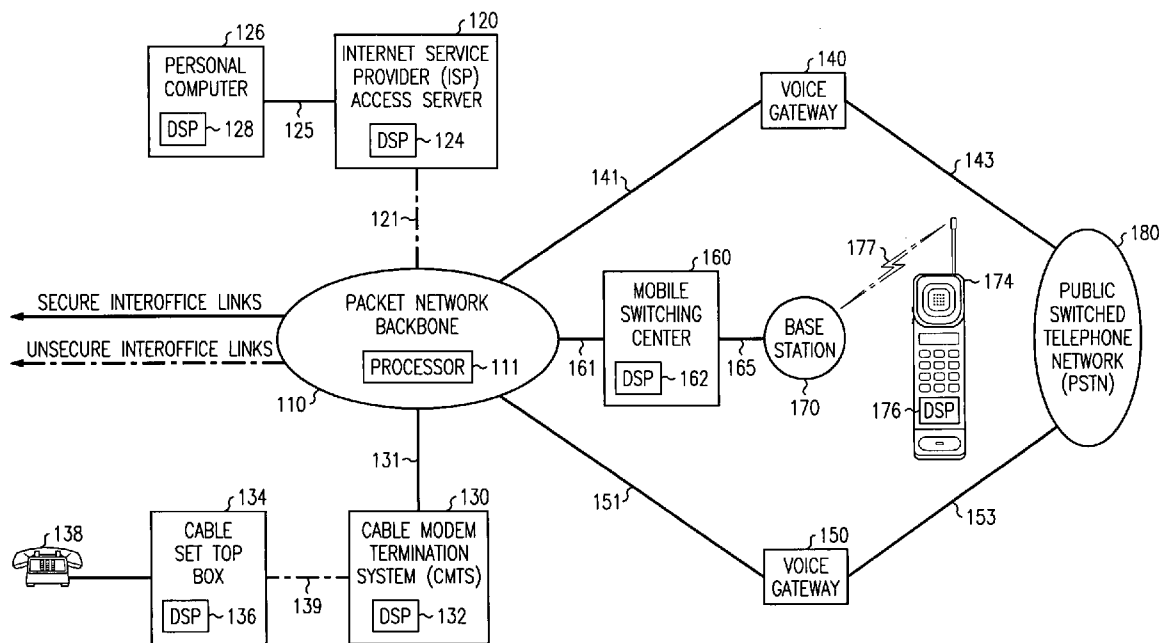 126
PERSONAL
COMPUTER
DSP
128
125
120
INTERNET SERVICE
PROVIDER (ISP)
ACCESS SERVER
DSP
124
121
140
VOICE
GATEWAY
141
143
SECURE INTEROFFICE LINKS
UNSECURE INTEROFFICE LINKS
PACKET NETWORK
BACKBONE
PROCESSOR
111
110
161
160
MOBILE
SWITCHING
CENTER
DSP
162
165
BASE
STATION
170
177
174
176
DSP
180
PUBLIC
SWITCHED
TELEPHONE
NETWORK
(PSTN)
131
151
153
138
134
CABLE
SET TOP
BOX
DSP
136
139
130
CABLE MODEM
TERMINATION
SYSTEM (CMTS)
DSP
132
150
VOICE
GATEWAY